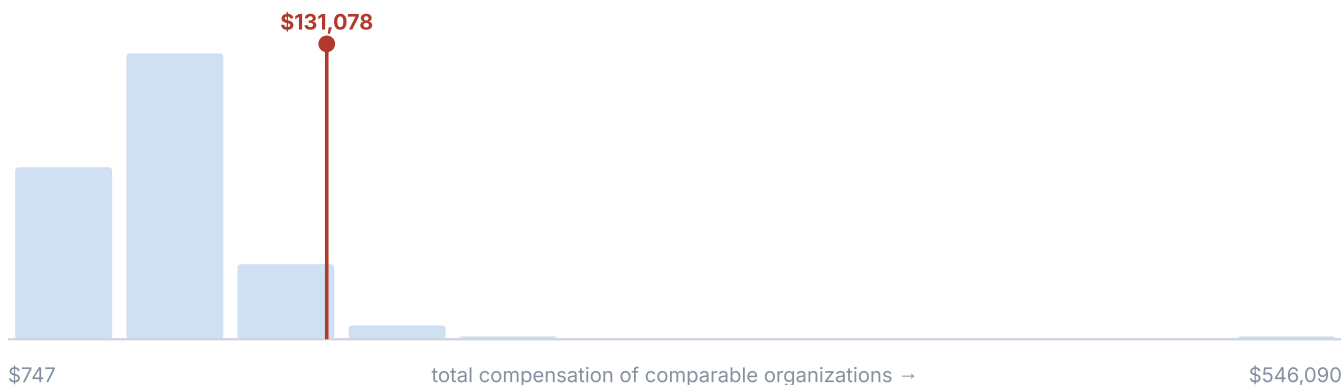 $131,078
$747
total compensation of comparable organizations →
$546,090